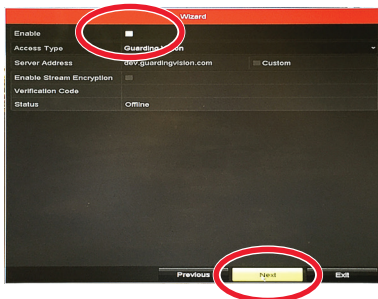 Wizard
Enable
Access Type Guarding Vision
Server Address dev.guardingvision.com Custom
Enable Stream Encryption
Verification Code
Status Offline
Previous Next Exit